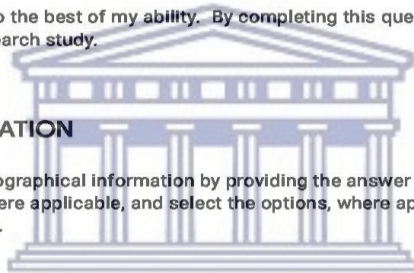 o the best of my ability. By completing this que
earch study.
ATION
ographical information by providing the answer
ere applicable, and select the options, where ap
.